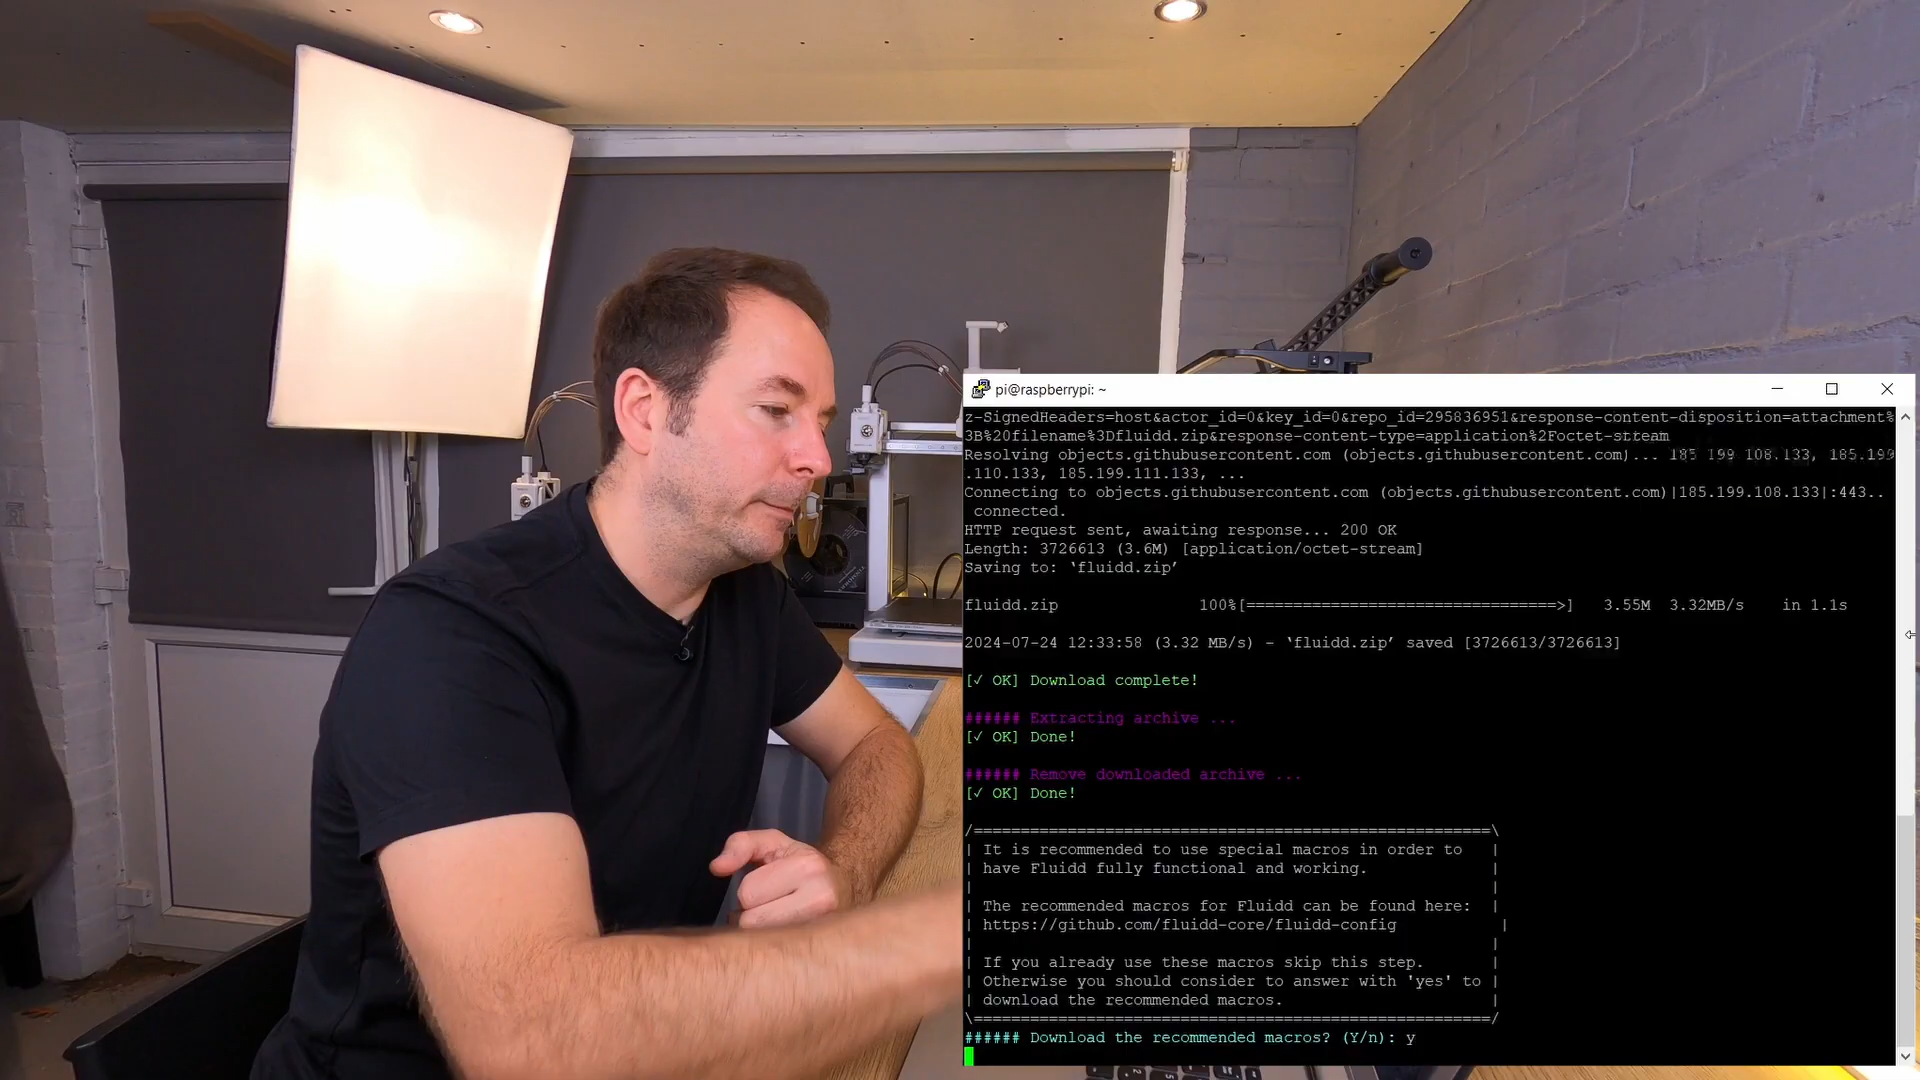 pi@raspberrypi: ~
z-SignedHeaders=host&actor_id=0&key_id=0&repo_id=295836951&response-content-disposition=attachment%
3B%20filename%3Dfluidd.zip&response-content-type=application%2Foctet-stream
Resolving objects.githubusercontent.com (objects.githubusercontent.com)... 185.199.108.133, 185.199
.110.133, 185.199.111.133, ...
Connecting to objects.githubusercontent.com (objects.githubusercontent.com)|185.199.108.133|:443..
connected.
HTTP request sent, awaiting response... 200 OK
Length: 3726613 (3.6M) [application/octet-stream]
Saving to: ‘fluidd.zip’
fluidd.zip 100%[=================================>] 3.55M 3.32MB/s in 1.1s
2024-07-24 12:33:58 (3.32 MB/s) - ‘fluidd.zip’ saved [3726613/3726613]
[✓ OK] Download complete!
###### Extracting archive ...
[✓ OK] Done!
###### Remove downloaded archive ...
[✓ OK] Done!
/=======================================================\
| It is recommended to use special macros in order to |
| have Fluidd fully functional and working. |
| |
| The recommended macros for Fluidd can be found here: |
| https://github.com/fluidd-core/fluidd-config |
| |
| If you already use these macros skip this step. |
| Otherwise you should consider to answer with 'yes' to |
| download the recommended macros. |
\=======================================================/
###### Download the recommended macros? (Y/n): y